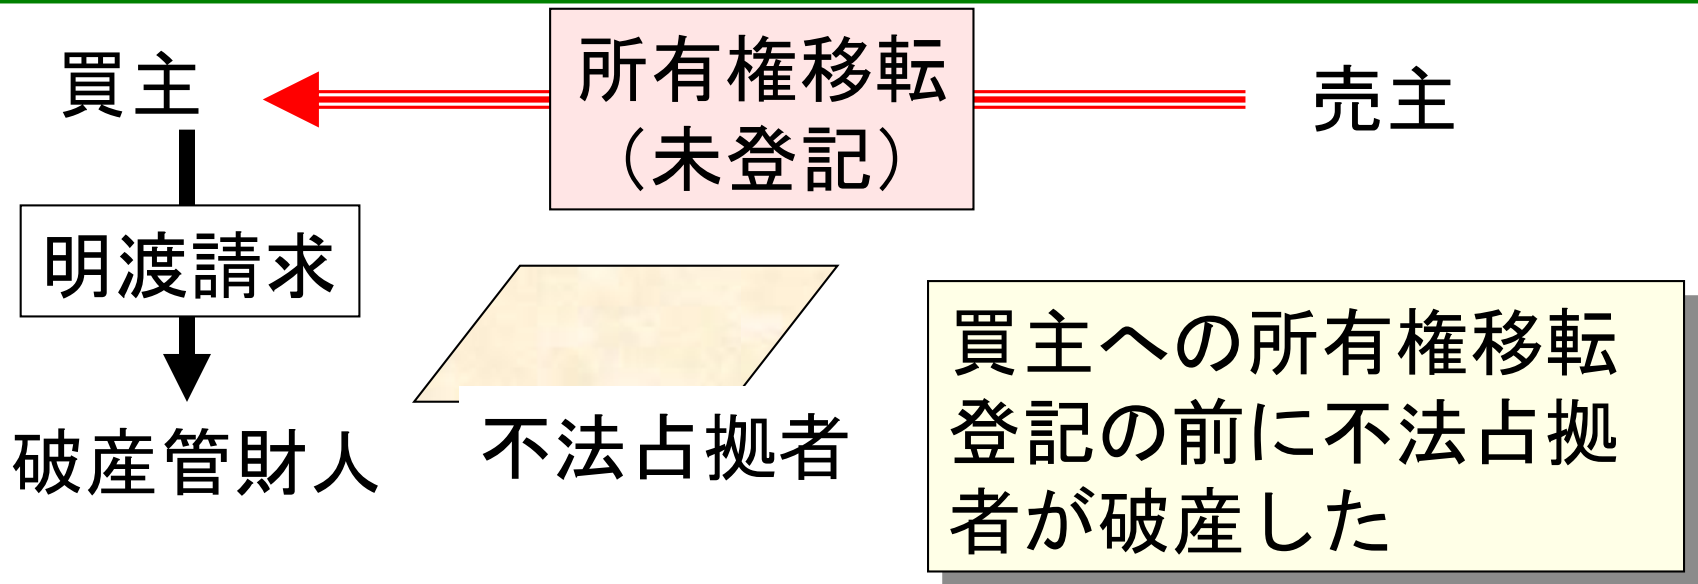 買主
所有権移転
（未登記）
売主
明渡請求
破産管財人
不法占拠者
買主への所有権移転
登記の前に不法占拠
者が破産した